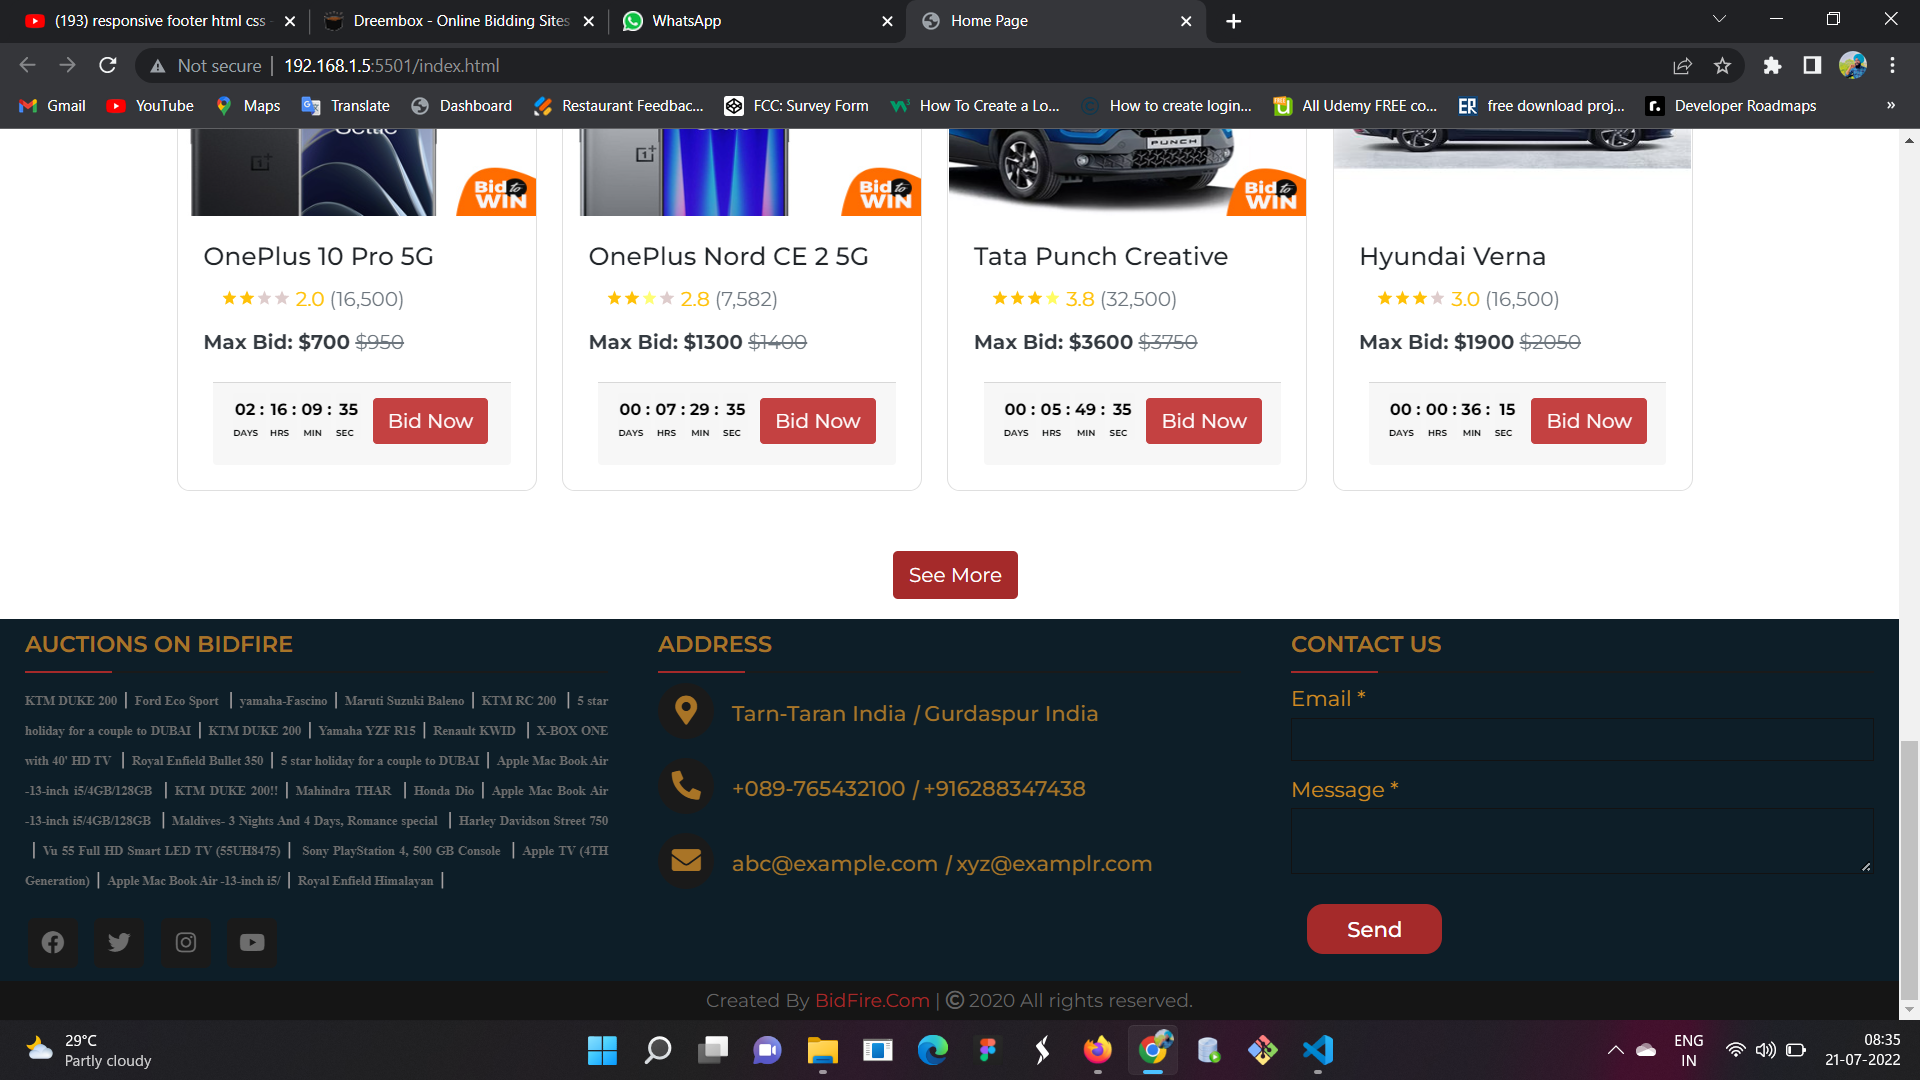 (193) responsive footer html css -
Dreembox - Online Bidding Sites
WhatsApp
Home Page
Not secure | 192.168.1.5:5501/index.html
Gmail YouTube Maps Translate Dashboard Restaurant Feedbac... FCC: Survey Form How To Create a Lo... How to create login... All Udemy FREE co... free download proj... Developer Roadmaps »
PUNCH
Bid to WIN
Bid to WIN
Bid to WIN
OnePlus 10 Pro 5G
2.0 (16,500)
Max Bid: $700 $950
02 : 16 : 09 : 35
DAYS HRS MIN SEC
Bid Now
OnePlus Nord CE 2 5G
2.8 (7,582)
Max Bid: $1300 $1400
00 : 07 : 29 : 35
DAYS HRS MIN SEC
Bid Now
Tata Punch Creative
3.8 (32,500)
Max Bid: $3600 $3750
00 : 05 : 49 : 35
DAYS HRS MIN SEC
Bid Now
Hyundai Verna
3.0 (16,500)
Max Bid: $1900 $2050
00 : 00 : 36 : 15
DAYS HRS MIN SEC
Bid Now
See More
AUCTIONS ON BIDFIRE
KTM DUKE 200 | Ford Eco Sport | yamaha-Fascino | Maruti Suzuki Baleno | KTM RC 200 | 5 star
holiday for a couple to DUBAI | KTM DUKE 200 | Yamaha YZF R15 | Renault KWID | X-BOX ONE
with 40' HD TV | Royal Enfield Bullet 350 | 5 star holiday for a couple to DUBAI | Apple Mac Book Air
-13-inch i5/4GB/128GB | KTM DUKE 200!! | Mahindra THAR | Honda Dio | Apple Mac Book Air
-13-inch i5/4GB/128GB | Maldives- 3 Nights And 4 Days, Romance special | Harley Davidson Street 750
| Vu 55 Full HD Smart LED TV (55UH8475) | Sony PlayStation 4, 500 GB Console | Apple TV (4TH
Generation) | Apple Mac Book Air -13-inch i5/ | Royal Enfield Himalayan |
ADDRESS
Tarn-Taran India / Gurdaspur India
+089-765432100 / +916288347438
abc@example.com / xyz@examplr.com
CONTACT US
Email *
Message *
Send
Created By BidFire.Com | © 2020 All rights reserved.
29°C
Partly cloudy
ENG
IN
08:35
21-07-2022